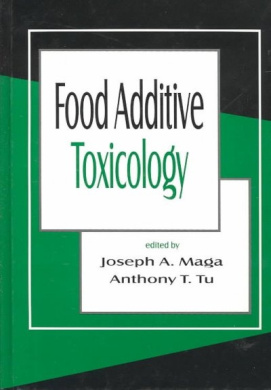 Food Additive
Toxicology
edited by
Joseph A. Maga
Anthony T. Tu